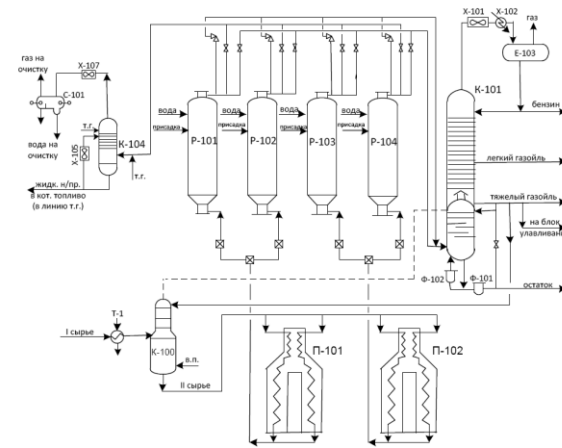 газ на
очистку
Х-107
С-101
вода на
очистку
т.г.
Х-105
К-104
жидк. н/пр.
в кот. топливо
(в линию т.г.)
т.г.
вода
присадка
Р-101
вода
присадка
Р-102
вода
присадка
Р-103
вода
присадка
Р-104
Х-101
Х-102
газ
Е-103
К-101
бензин
легкий газойль
тяжелый газойль
на блок
улавливани
Ф-102
Ф-101
остаток
Т-1
I сырье
К-100
в.п.
II сырье
П-101
П-102